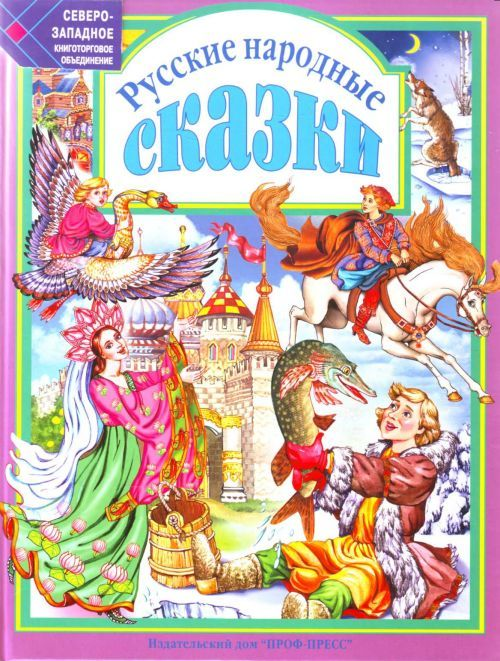 СЕВЕРО-
ЗАПАДНОЕ
КНИГОТОРГОВОЕ
ОБЪЕДИНЕНИЕ
Русские народные
сказки
Издательский дом "ПРОФ-ПРЕСС"